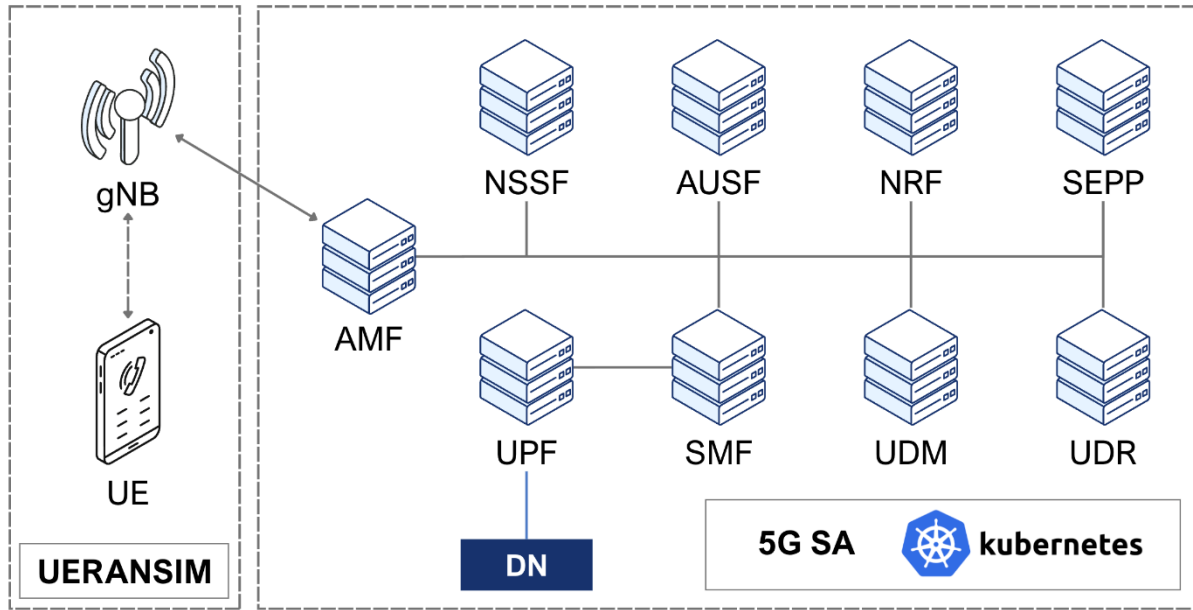 gNB
UE
UERANSIM
NSSF
AUSF
NRF
SEPP
AMF
UPF
SMF
UDM
UDR
DN
5G SA
kubernetes